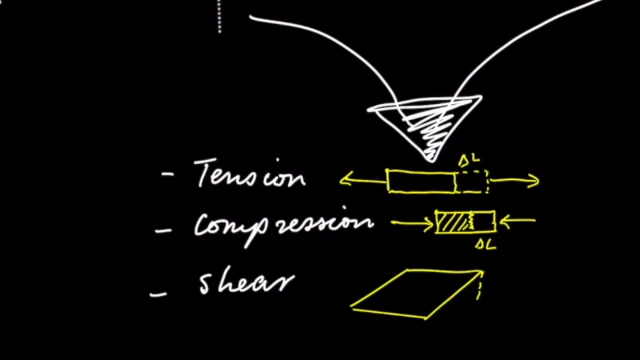 ΔL
- Tension
- Compression
ΔL
- Shear